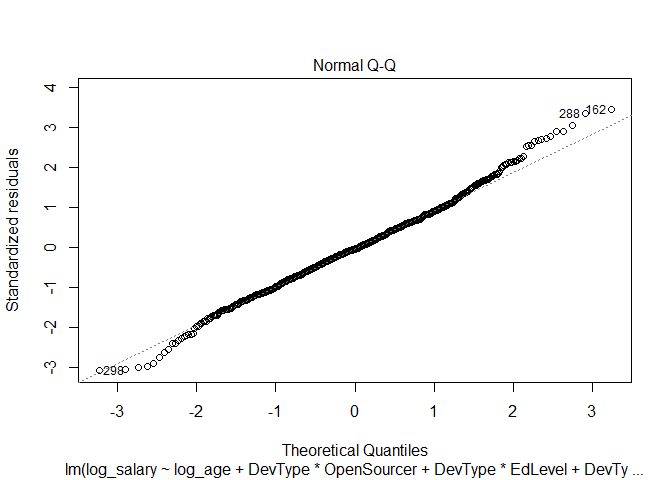 Normal Q-Q
4
3
2
1
0
-1
-2
-3
Standardized residuals
288
162
298
-3 -2 -1 0 1 2 3
Theoretical Quantiles
lm(log_salary ~ log_age + DevType * OpenSourcer + DevType * EdLevel + DevTy ...